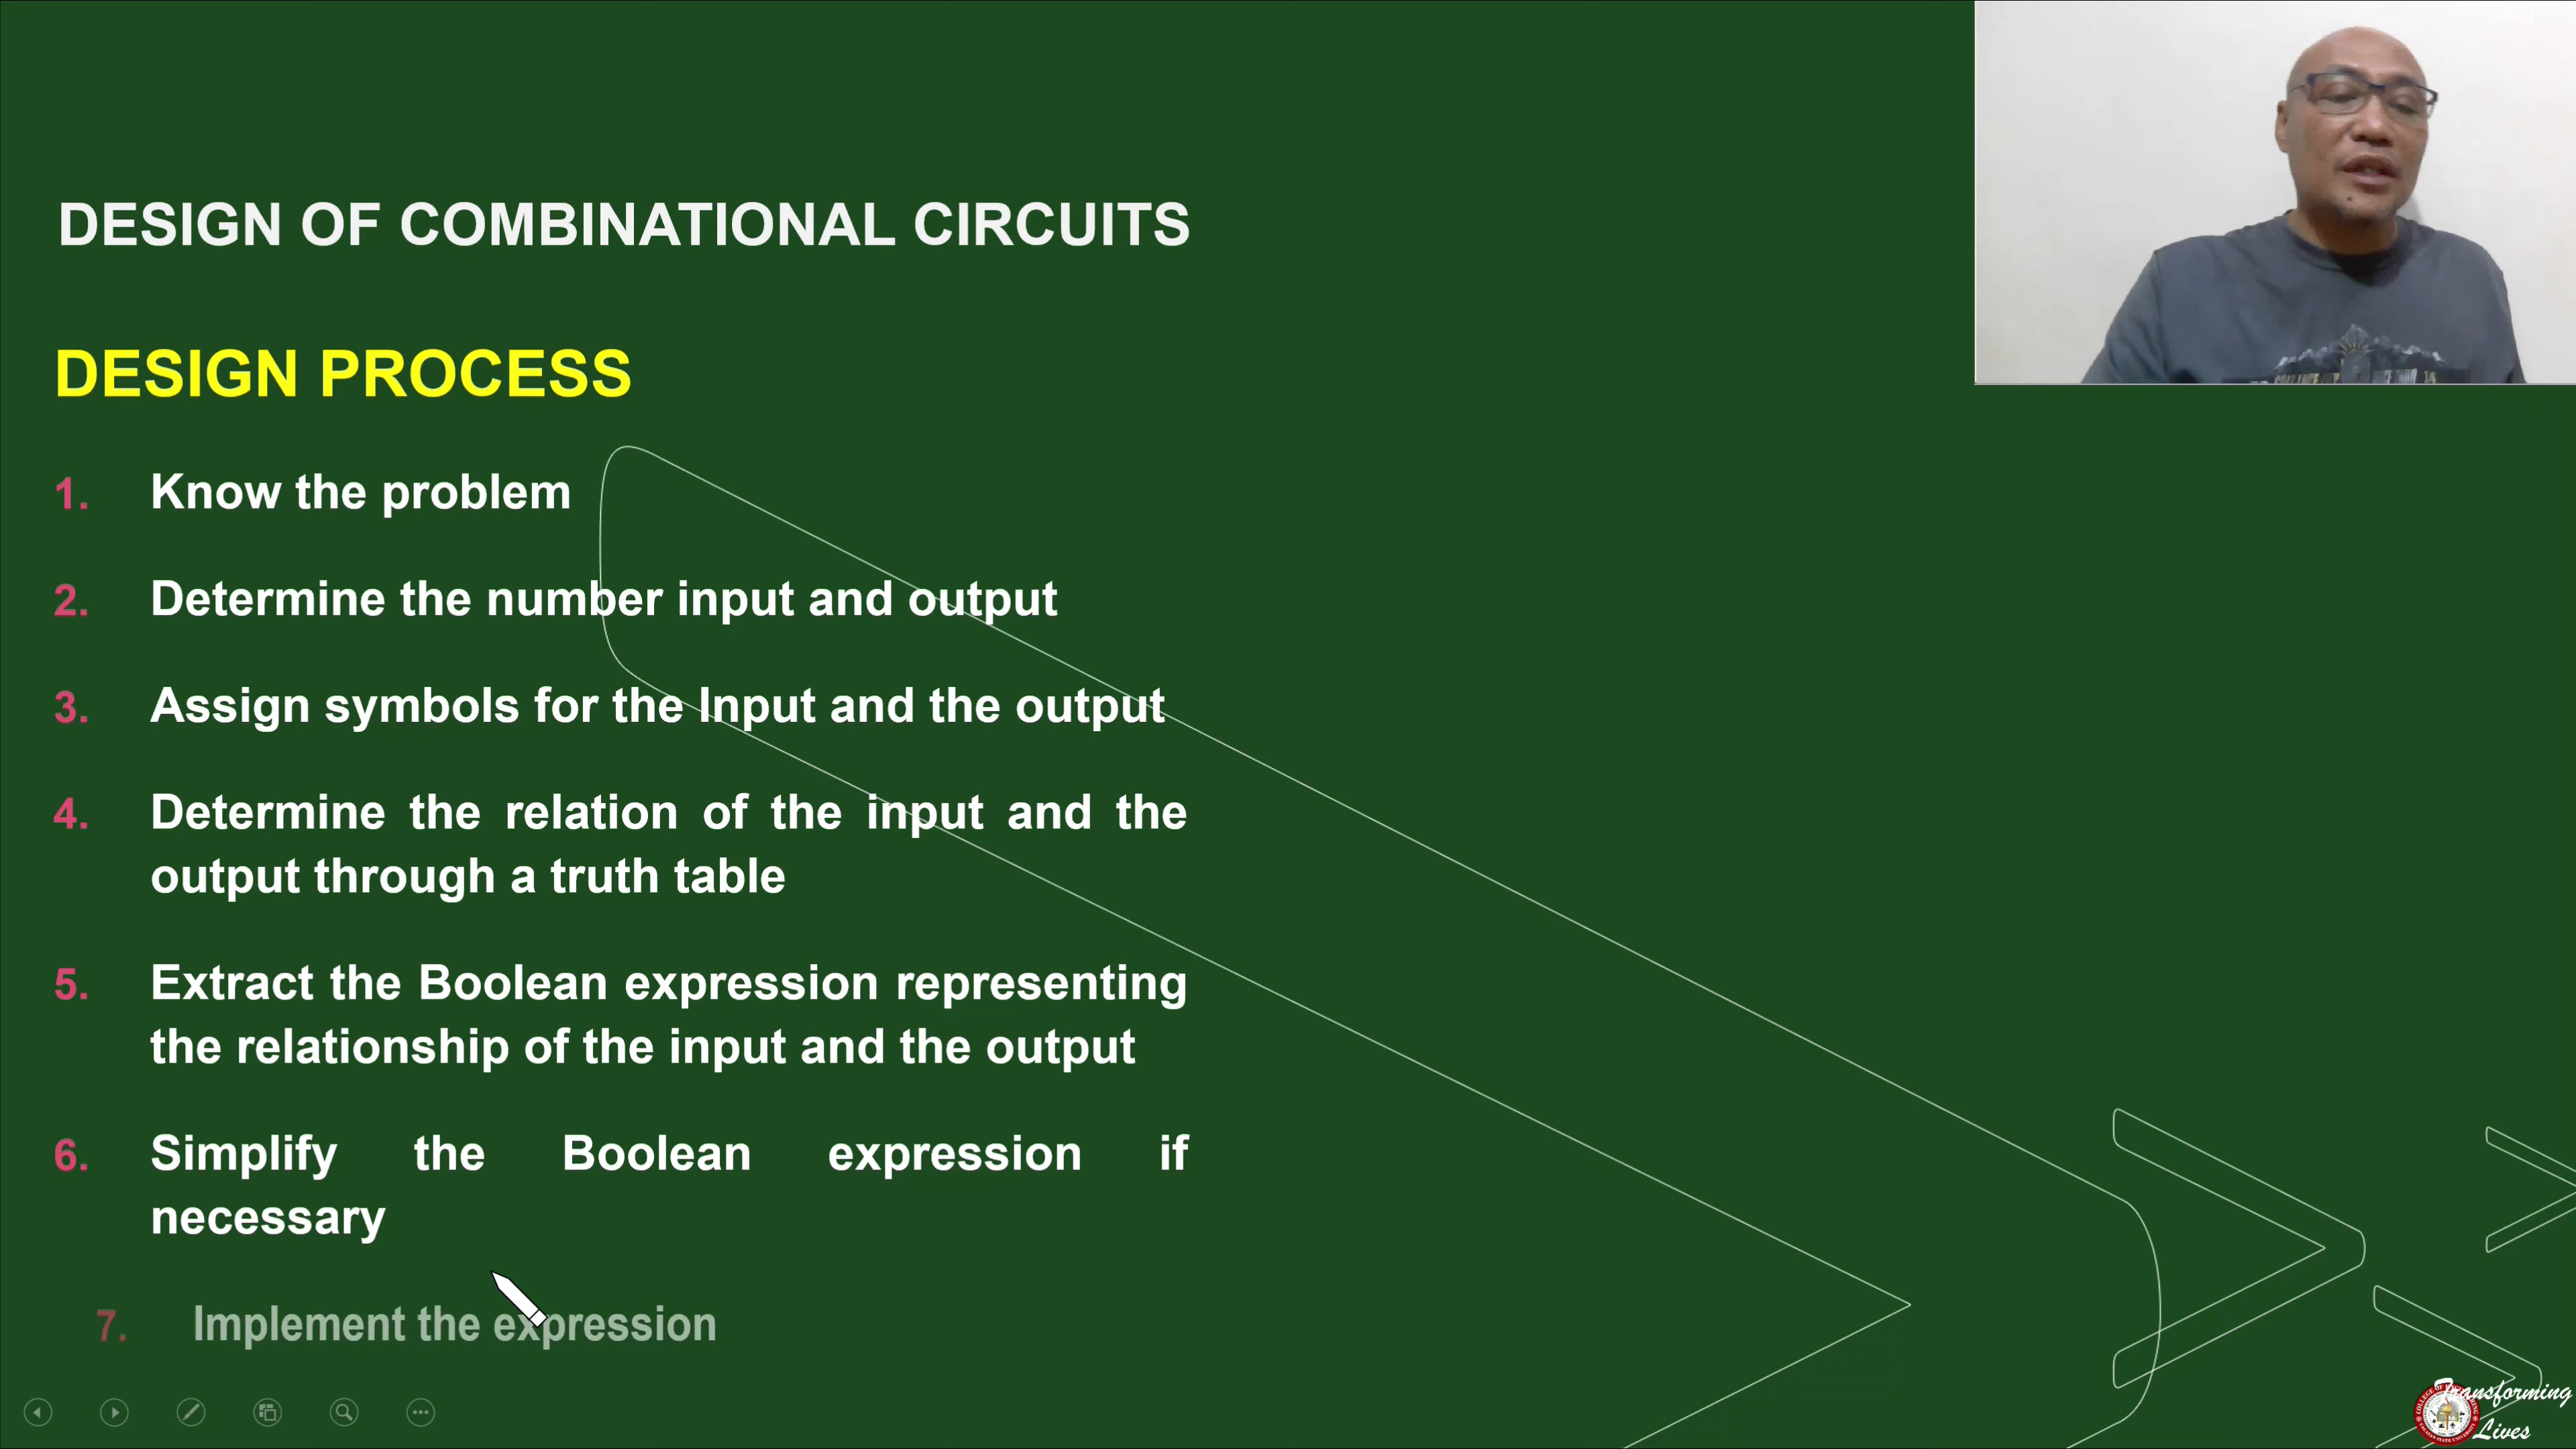 DESIGN OF COMBINATIONAL CIRCUITS
DESIGN PROCESS
1. Know the problem
2. Determine the number input and output
3. Assign symbols for the Input and the output
4. Determine the relation of the input and the
output through a truth table
5. Extract the Boolean expression representing
the relationship of the input and the output
6. Simplify the Boolean expression if
necessary
7. Implement the expression
Transforming
Lives